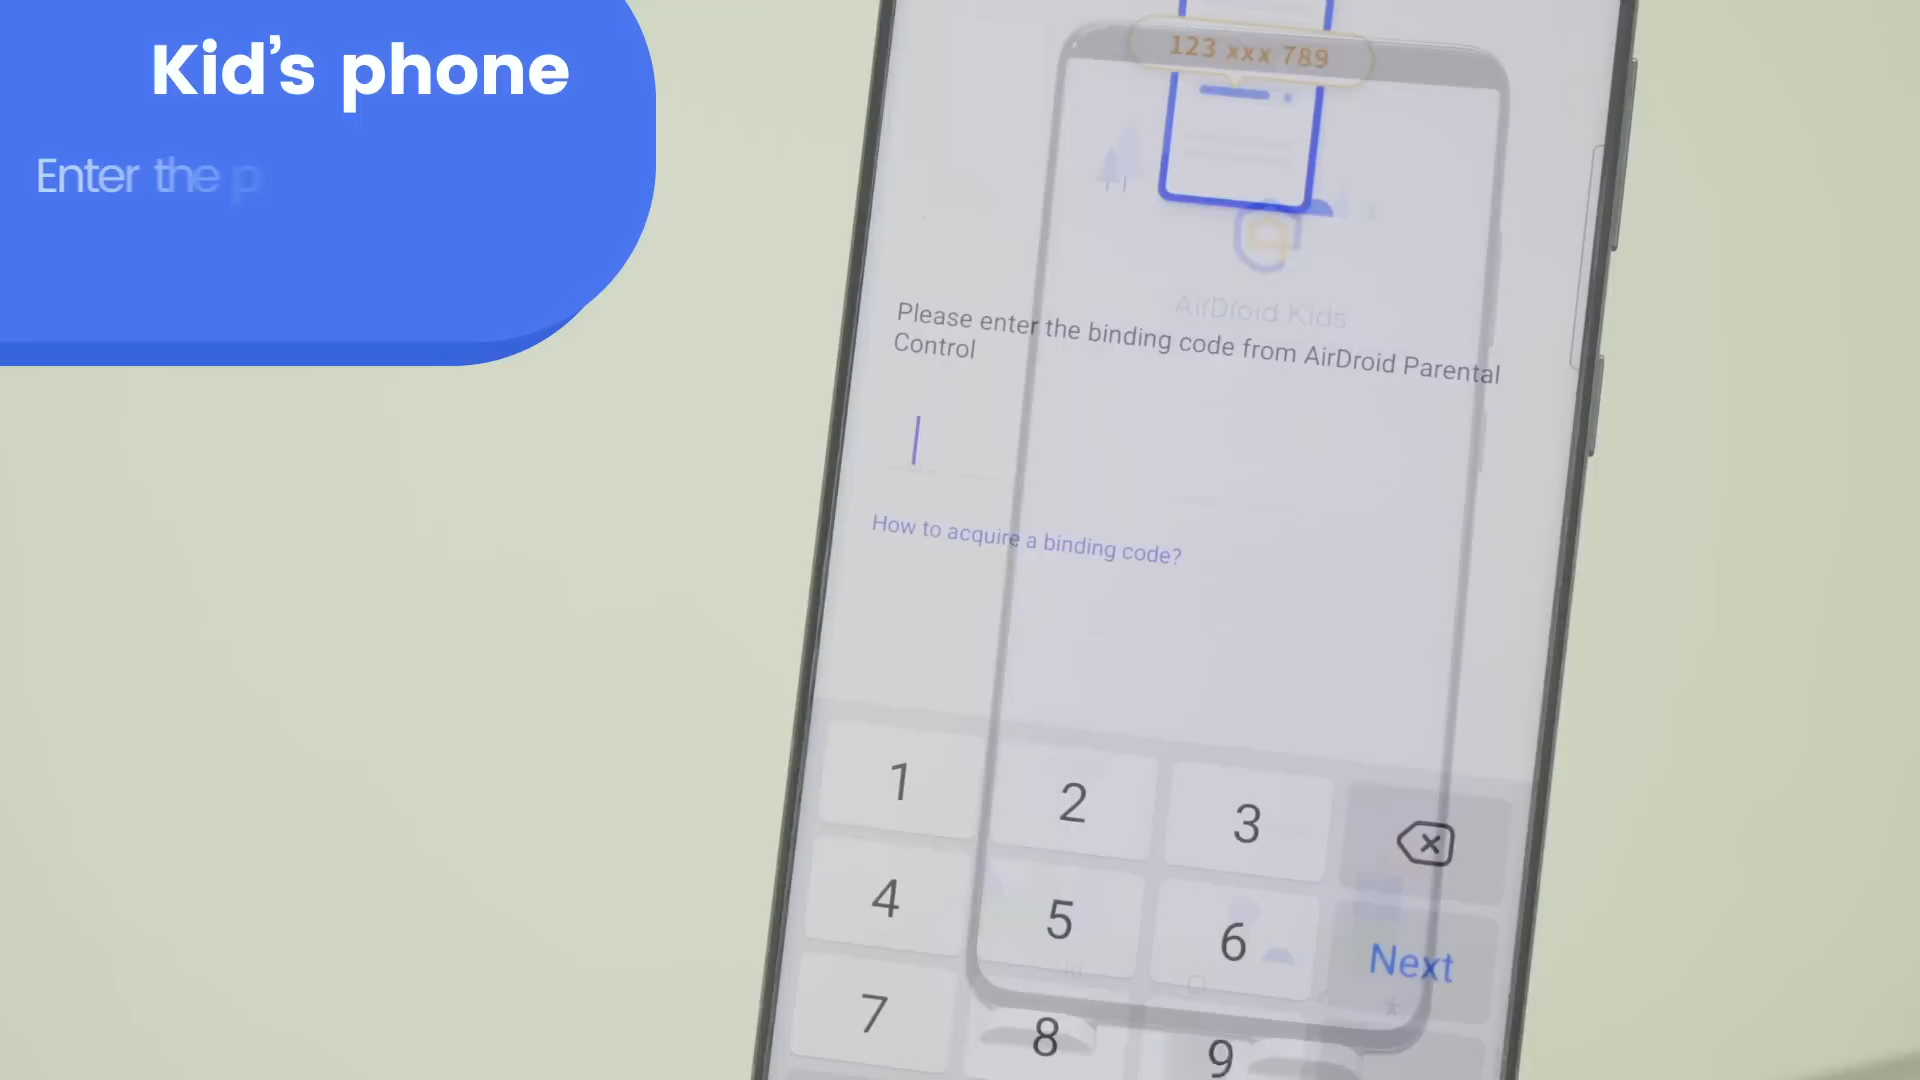 Kid's phone
Enter the p
123 xxx 789
AirDroid Kids
Please enter the binding code from AirDroid Parental
Control
How to acquire a binding code?
1
2
3
4
5
6
Next
7
8
9